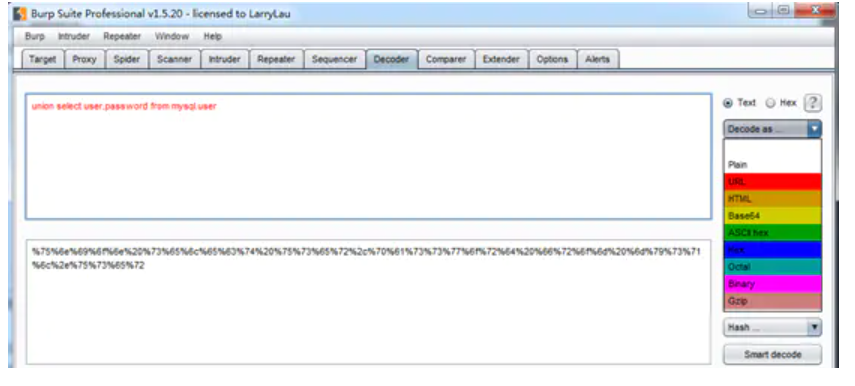 Burp Suite Professional v1.5.20 - licensed to LarryLau
Burp Intruder Repeater Window Help
Target Proxy Spider Scanner Intruder Repeater Sequencer Decoder Comparer Extender Options Alerts
union select user,password from mysql.user
Text Hex ?
Decode as ...
Plain
URL
HTML
Base64
ASCII hex
Hex
Octal
Binary
Gzip
%75%6e%69%6f%6e%20%73%65%6c%65%63%74%20%75%73%65%72%2c%70%61%73%73%77%6f%72%64%20%66%72%6f%6d%20%6d%79%73%71
%6c%2e%75%73%65%72
Hash ...
Smart decode